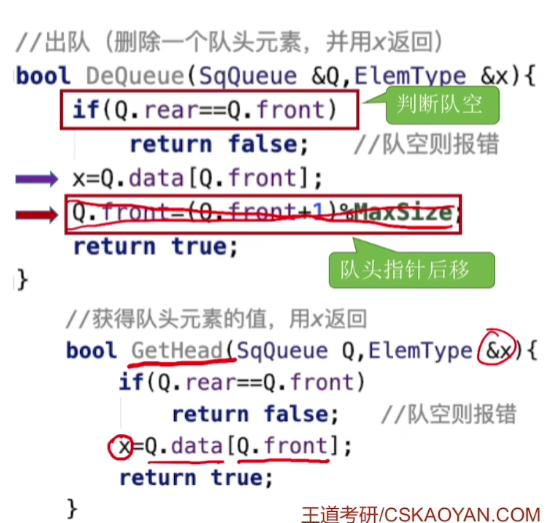 //出队（删除一个队头元素，并用x返回）
bool DeQueue(SqQueue &Q,ElemType &x){
if(Q.rear==Q.front)
判断队空
return false; //队空则报错
x=Q.data[Q.front];
Q.front=(Q.front+1)%MaxSize;
return true;
队头指针后移
}
//获得队头元素的值，用x返回
bool GetHead(SqQueue Q,ElemType &x){
if(Q.rear==Q.front)
return false; //队空则报错
x=Q.data[Q.front];
return true;
}
王道考研/CSKAOYAN.COM